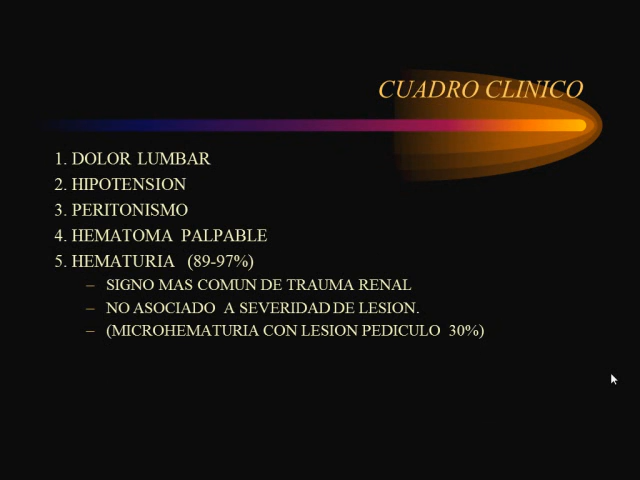 CUADRO CLINICO
1. DOLOR LUMBAR
2. HIPOTENSION
3. PERITONISMO
4. HEMATOMA PALPABLE
5. HEMATURIA (89-97%)
– SIGNO MAS COMUN DE TRAUMA RENAL
– NO ASOCIADO A SEVERIDAD DE LESION.
– (MICROHEMATURIA CON LESION PEDICULO 30%)